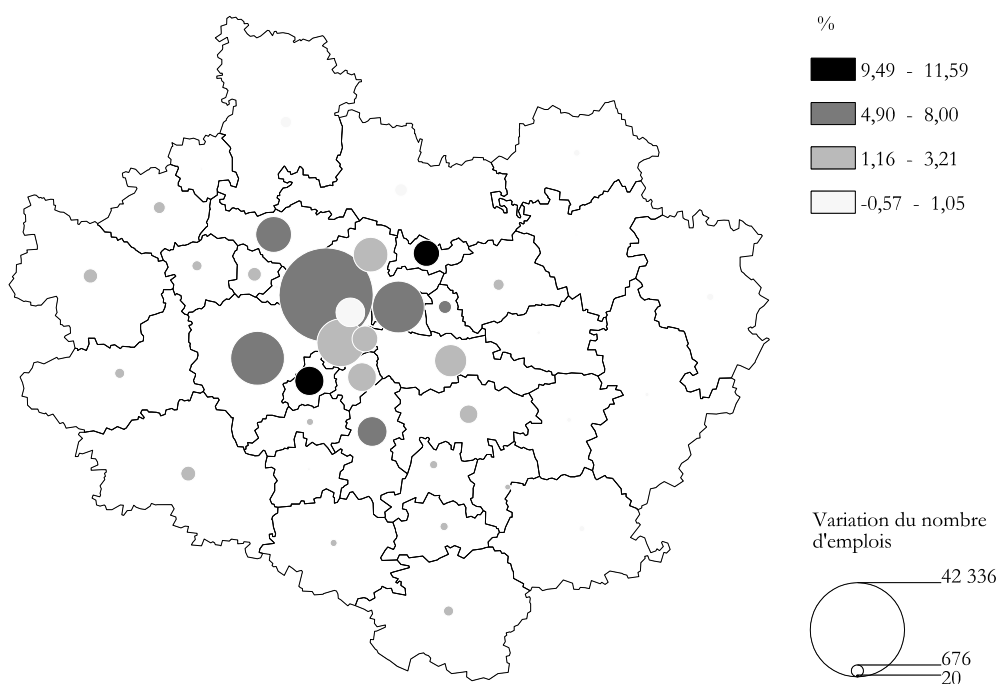 %
9,49 - 11,59
4,90 - 8,00
1,16 - 3,21
-0,57 - 1,05
Variation du nombre
d'emplois
42 336
676
20